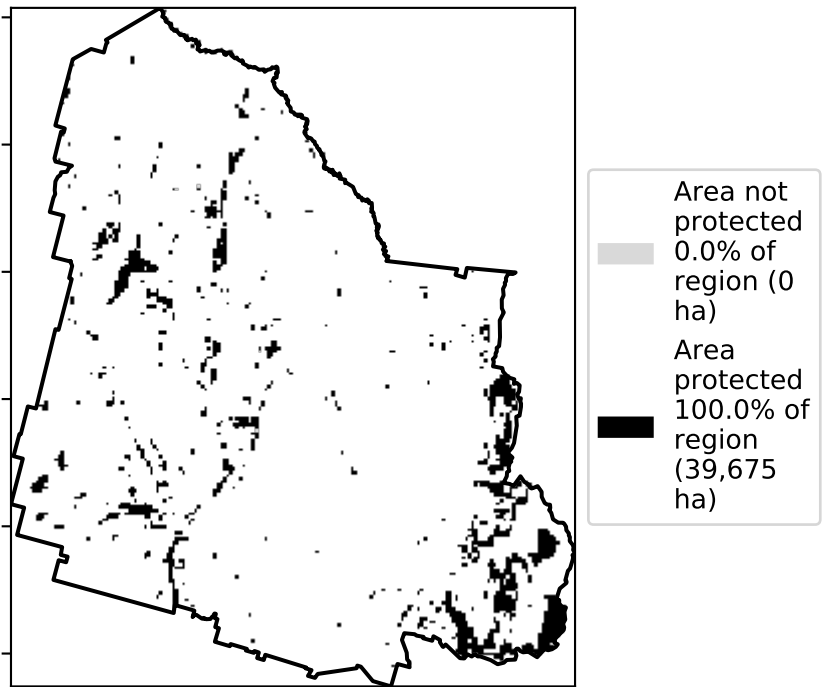 Area not
protected
0.0% of
region (0
ha)
Area
protected
100.0% of
region
(39,675
ha)